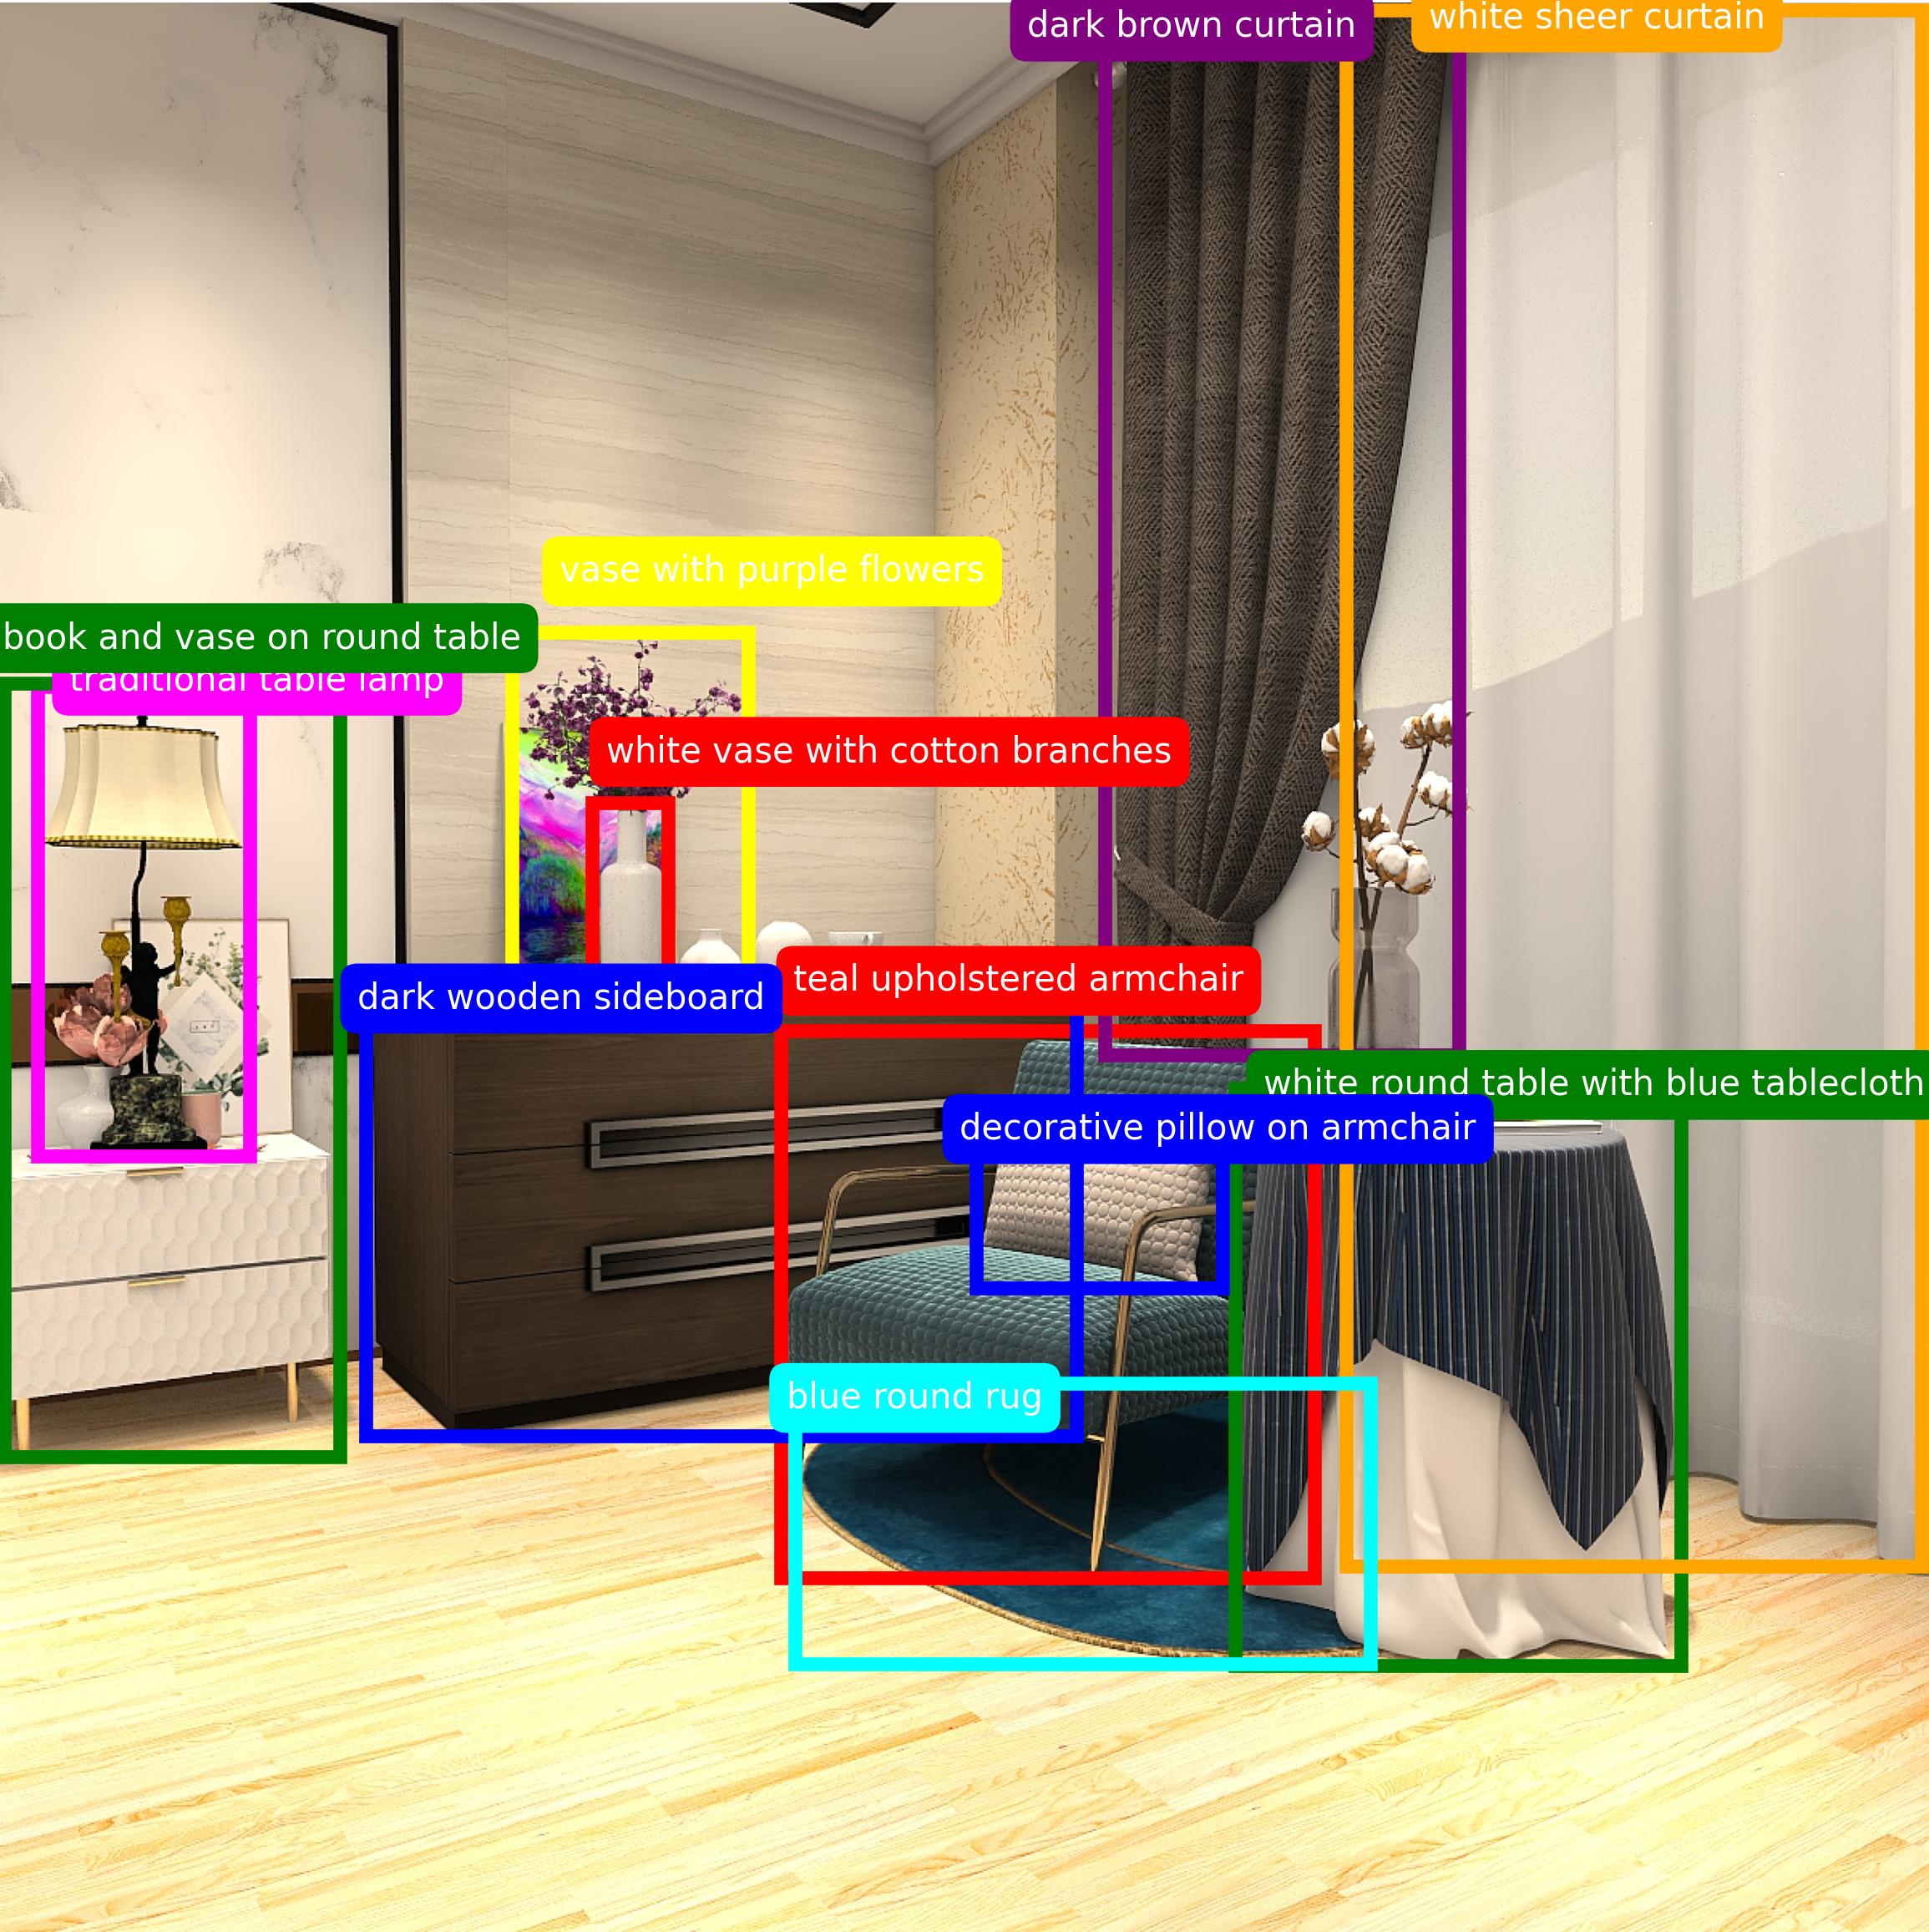 dark brown curtain
white sheer curtain
vase with purple flowers
book and vase on round table
traditional table lamp
white vase with cotton branches
teal upholstered armchair
dark wooden sideboard
white round table with blue tablecloth
decorative pillow on armchair
blue round rug